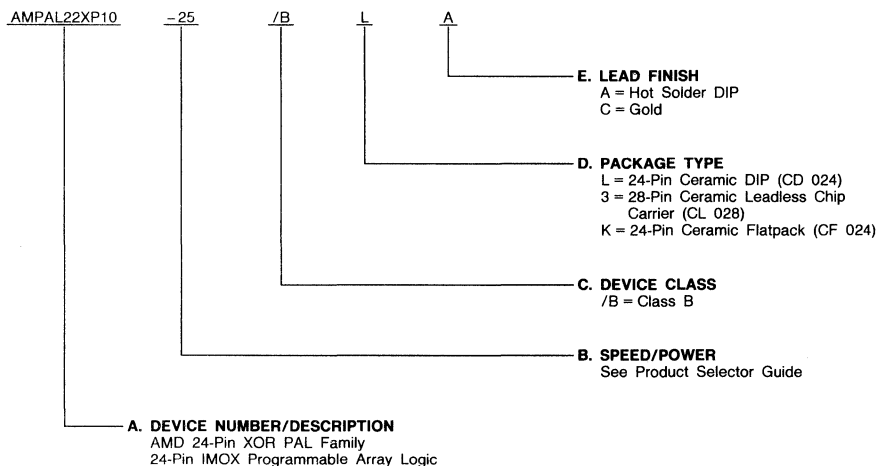 AMPAL22XP10 -25 /B L A
E. LEAD FINISH
A = Hot Solder DIP
C = Gold
D. PACKAGE TYPE
L = 24-Pin Ceramic DIP (CD 024)
3 = 28-Pin Ceramic Leadless Chip
Carrier (CL 028)
K = 24-Pin Ceramic Flatpack (CF 024)
C. DEVICE CLASS
/B = Class B
B. SPEED/POWER
See Product Selector Guide
A. DEVICE NUMBER/DESCRIPTION
AMD 24-Pin XOR PAL Family
24-Pin IMOX Programmable Array Logic